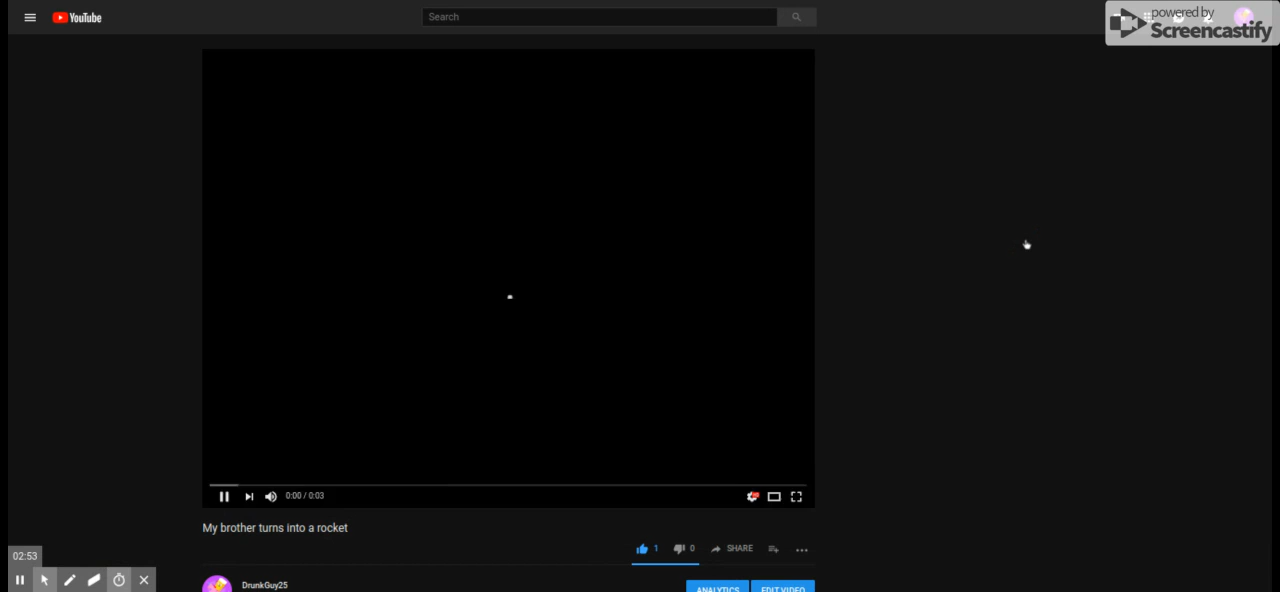 YouTube
Search
powered by
Screencastify
0:00 / 0:03
My brother turns into a rocket
1
0
SHARE
02:53
DrunkGuy25
ANALYTICS
EDIT VIDEO